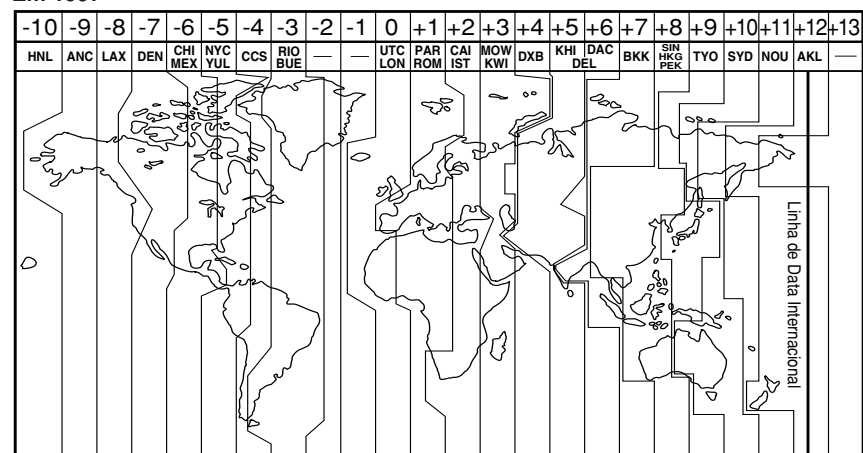 -10 -9 -8 -7 -6 -5 -4 -3 -2 -1 0 +1 +2 +3 +4 +5 +6 +7 +8 +9 +10 +11 +12 +13
HNL ANC LAX DEN CHI MEX NYC YUL CCS RIO BUE — — UTC LON PAR ROM CAI IST MOW KWI DXB KHI DEL DAC BKK SIN HKG PEK TYO SYD NOU AKL —
Linha de Data Internacional